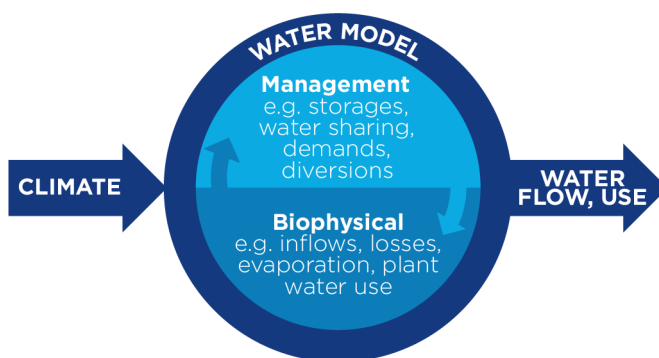 WATER MODEL
Management
e.g. storages,
water sharing,
demands,
diversions
CLIMATE
WATER
FLOW, USE
Biophysical
e.g. inflows, losses,
evaporation, plant
water use